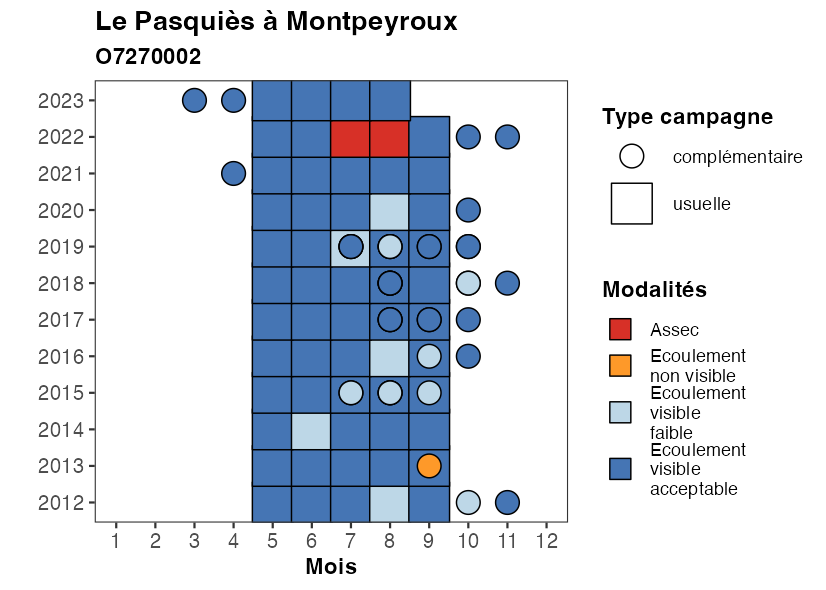 Le Pasquiès à Montpeyroux
O7270002
2023
2022
2021
2020
2019
2018
2017
2016
2015
2014
2013
2012
1 2 3 4 5 6 7 8 9 10 11 12
Mois
Type campagne
complémentaire
usuelle
Modalités
Assec
Ecoulement
non visible
Ecoulement
visible
faible
Ecoulement
visible
acceptable